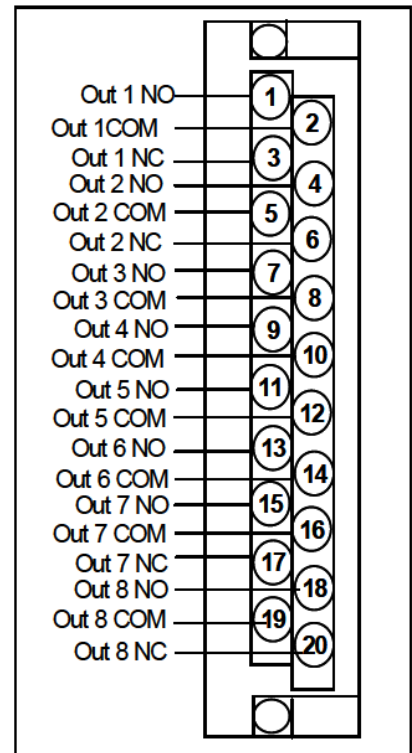 Out 1 NO 1
Out 1COM 2
Out 1 NC 3
Out 2 NO 4
Out 2 COM 5
Out 2 NC 6
Out 3 NO 7
Out 3 COM 8
Out 4 NO 9
Out 4 COM 10
Out 5 NO 11
Out 5 COM 12
Out 6 NO 13
Out 6 COM 14
Out 7 NO 15
Out 7 COM 16
Out 7 NC 17
Out 8 NO 18
Out 8 COM 19
Out 8 NC 20